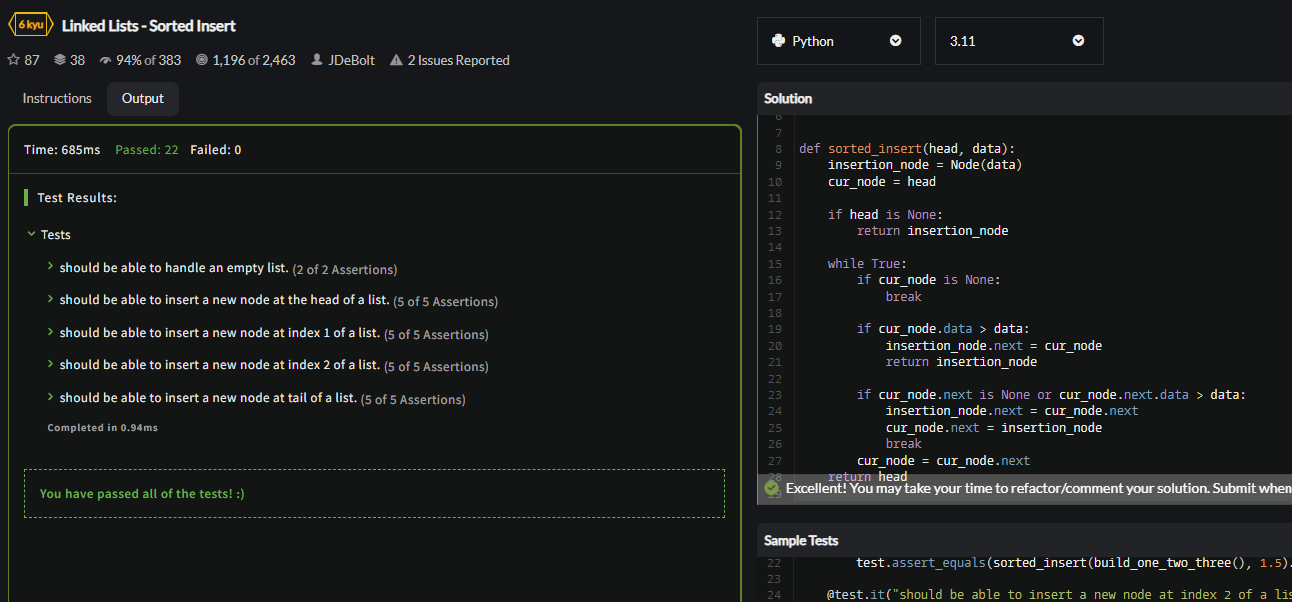 6 kyu Linked Lists - Sorted Insert
87 38 94% of 383 1,196 of 2,463 JDeBolt 2 Issues Reported
Instructions Output
Time: 685ms Passed: 22 Failed: 0
Test Results:
Tests
should be able to handle an empty list. (2 of 2 Assertions)
should be able to insert a new node at the head of a list. (5 of 5 Assertions)
should be able to insert a new node at index 1 of a list. (5 of 5 Assertions)
should be able to insert a new node at index 2 of a list. (5 of 5 Assertions)
should be able to insert a new node at tail of a list. (5 of 5 Assertions)
Completed in 0.94ms
You have passed all of the tests! :)
Python 3.11
Solution
6
7
8 def sorted_insert(head, data):
9 insertion_node = Node(data)
10 cur_node = head
11
12 if head is None:
13 return insertion_node
14
15 while True:
16 if cur_node is None:
17 break
18
19 if cur_node.data > data:
20 insertion_node.next = cur_node
21 return insertion_node
22
23 if cur_node.next is None or cur_node.next.data > data:
24 insertion_node.next = cur_node.next
25 cur_node.next = insertion_node
26 break
27 cur_node = cur_node.next
28 return head
Excellent! You may take your time to refactor/comment your solution. Submit when
Sample Tests
22 test.assert_equals(sorted_insert(build_one_two_three(), 1.5).
23
24 @test.it("should be able to insert a new node at index 2 of a lis